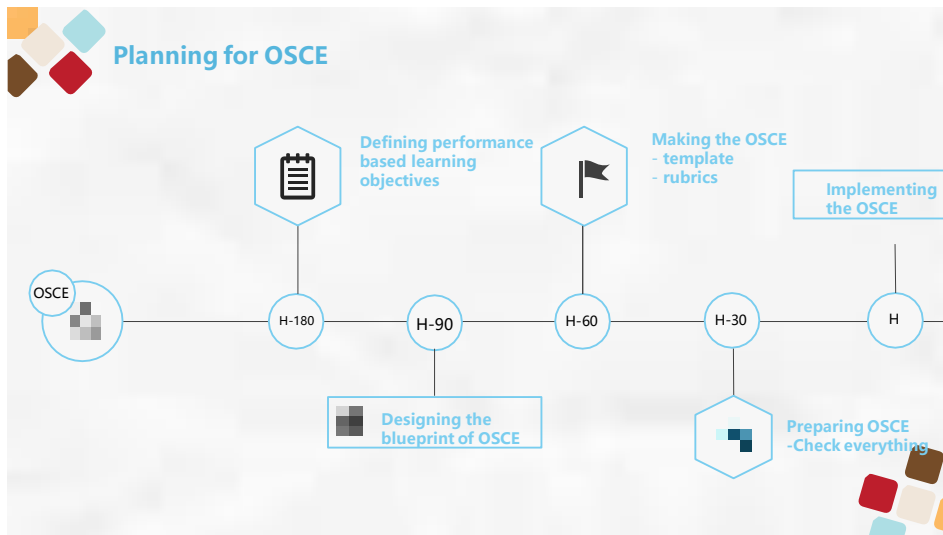 Planning for OSCE
Defining performance
based learning
objectives
Making the OSCE
- template
- rubrics
Implementing
the OSCE
OSCE
H-180
H-90
H-60
H-30
H
Designing the
blueprint of OSCE
Preparing OSCE
-Check everything